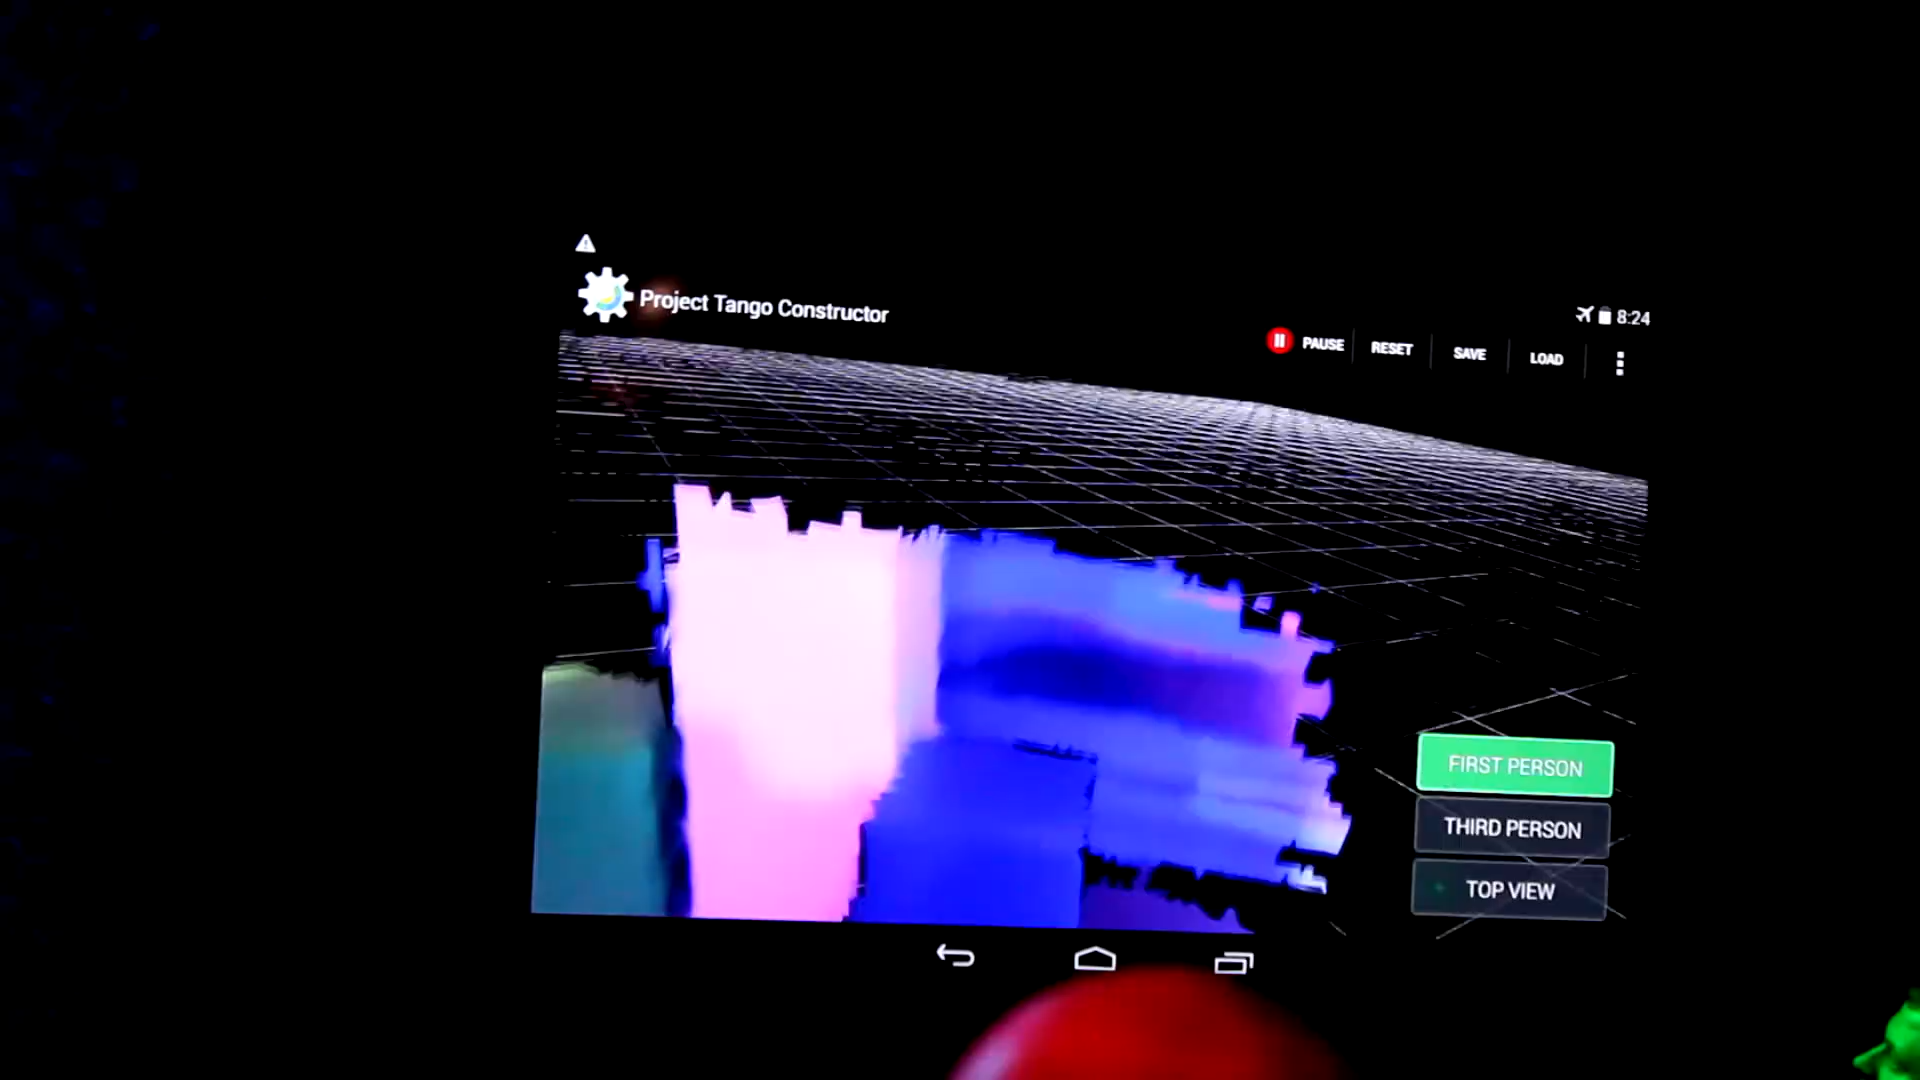 Project Tango Constructor
8:24
PAUSE
RESET
SAVE
LOAD
FIRST PERSON
THIRD PERSON
TOP VIEW